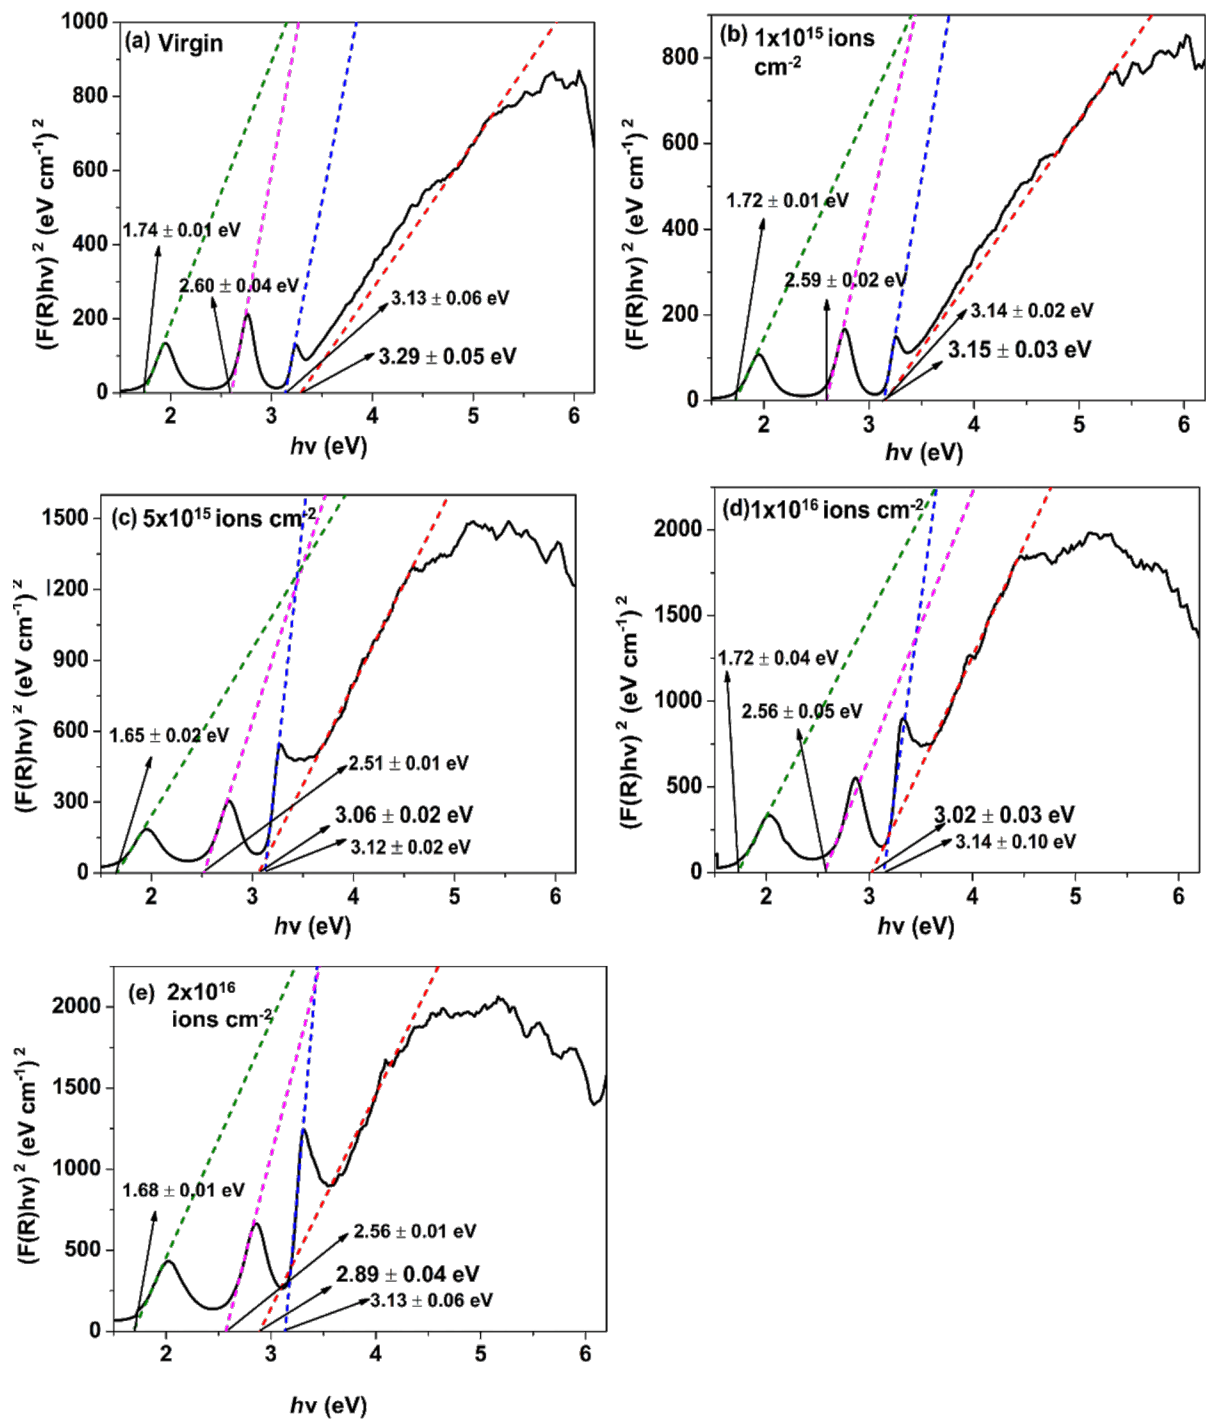 (a) Virgin
1000
800
600
400
200
0
(F(R)hν) ² (eV cm⁻¹) ²
1.74 ± 0.01 eV
2.60 ± 0.04 eV
3.13 ± 0.06 eV
3.29 ± 0.05 eV
2 3 4 5 6
hν (eV)
(b) 1x10¹⁵ ions
cm⁻²
800
600
400
200
0
(F(R)hν) ² (eV cm⁻¹) ²
1.72 ± 0.01 eV
2.59 ± 0.02 eV
3.14 ± 0.02 eV
3.15 ± 0.03 eV
2 3 4 5 6
hν (eV)
(c) 5x10¹⁵ ions cm⁻²
1500
1200
900
600
300
0
(F(R)hν) ² (eV cm⁻¹) ²
1.65 ± 0.02 eV
2.51 ± 0.01 eV
3.06 ± 0.02 eV
3.12 ± 0.02 eV
2 3 4 5 6
hν (eV)
(d)1x10¹⁶ ions cm⁻²
2000
1500
1000
500
0
(F(R)hν) ² (eV cm⁻¹) ²
1.72 ± 0.04 eV
2.56 ± 0.05 eV
3.02 ± 0.03 eV
3.14 ± 0.10 eV
2 3 4 5 6
hν (eV)
(e) 2x10¹⁶
ions cm⁻²
2000
1500
1000
500
0
(F(R)hν) ² (eV cm⁻¹) ²
1.68 ± 0.01 eV
2.56 ± 0.01 eV
2.89 ± 0.04 eV
3.13 ± 0.06 eV
2 3 4 5 6
hν (eV)